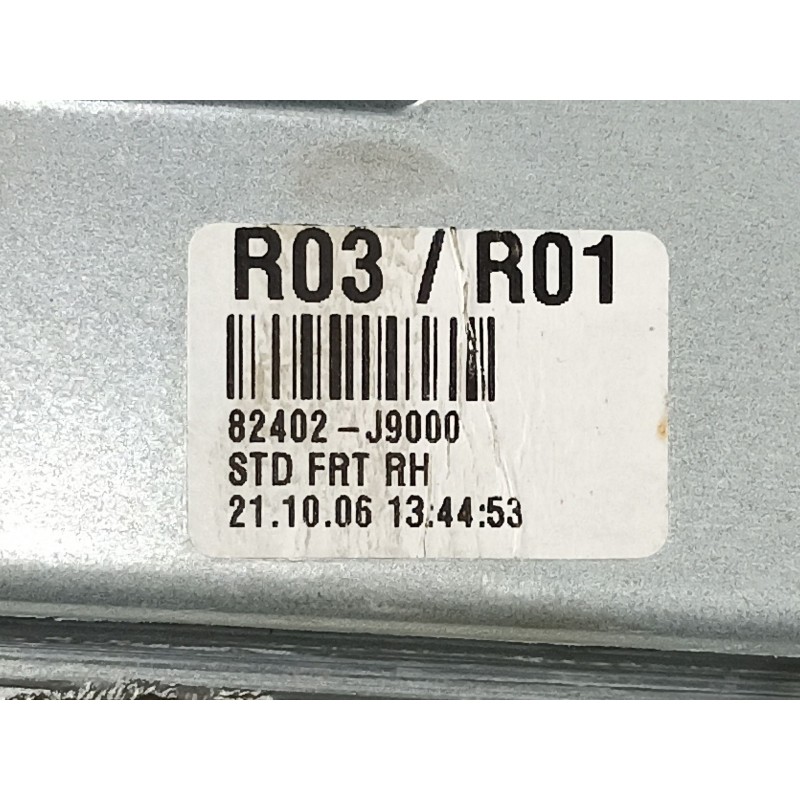 R03 / R01
82402-J9000
STD FRT RH
21.10.06 13:44:53